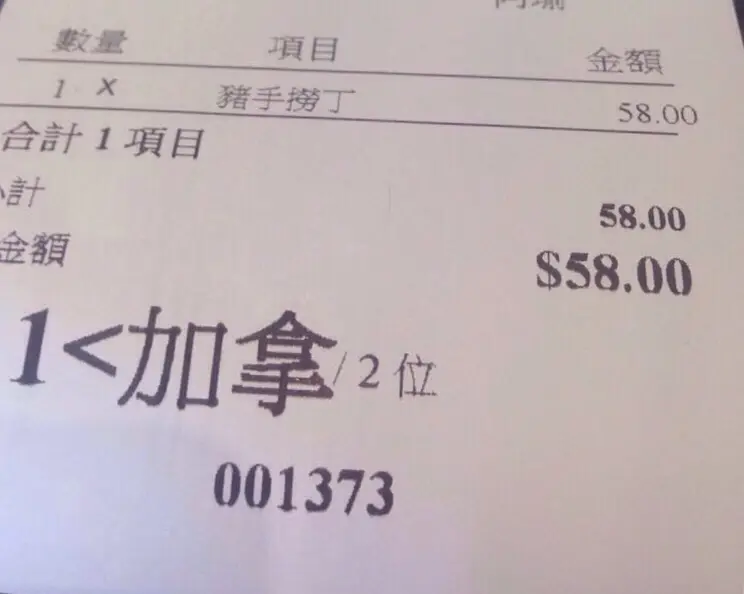 數量 項目 金額
1 X 豬手撈丁 58.00
合計 1 項目
小計 58.00
金額 $58.00
1<加拿/2 位
001373